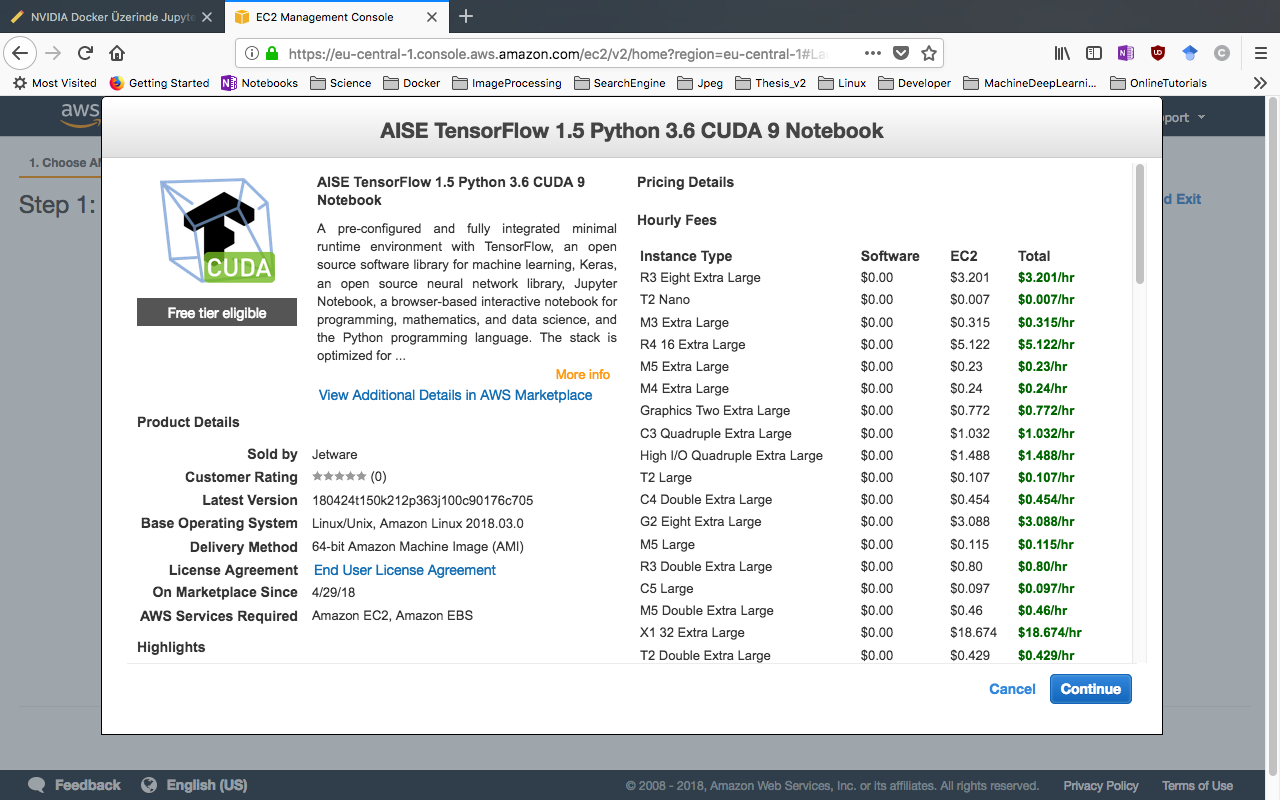 NVIDIA Docker Üzerinde Jupyte
EC2 Management Console
https://eu-central-1.console.aws.amazon.com/ec2/v2/home?region=eu-central-1#La
Most Visited
Getting Started
Notebooks
Science
Docker
ImageProcessing
SearchEngine
Jpeg
Thesis_v2
Linux
Developer
MachineDeepLearni...
OnlineTutorials
aws
port
1. Choose AM
Step 1:
d Exit
AISE TensorFlow 1.5 Python 3.6 CUDA 9 Notebook
CUDA
Free tier eligible
AISE TensorFlow 1.5 Python 3.6 CUDA 9
Notebook
A pre-configured and fully integrated minimal
runtime environment with TensorFlow, an open
source software library for machine learning, Keras,
an open source neural network library, Jupyter
Notebook, a browser-based interactive notebook for
programming, mathematics, and data science, and
the Python programming language. The stack is
optimized for ...
More info
View Additional Details in AWS Marketplace
Product Details
Sold by Jetware
Customer Rating (0)
Latest Version 180424t150k212p363j100c90176c705
Base Operating System Linux/Unix, Amazon Linux 2018.03.0
Delivery Method 64-bit Amazon Machine Image (AMI)
License Agreement End User License Agreement
On Marketplace Since 4/29/18
AWS Services Required Amazon EC2, Amazon EBS
Highlights
Pricing Details
Hourly Fees
Instance Type Software EC2 Total
R3 Eight Extra Large $0.00 $3.201 $3.201/hr
T2 Nano $0.00 $0.007 $0.007/hr
M3 Extra Large $0.00 $0.315 $0.315/hr
R4 16 Extra Large $0.00 $5.122 $5.122/hr
M5 Extra Large $0.00 $0.23 $0.23/hr
M4 Extra Large $0.00 $0.24 $0.24/hr
Graphics Two Extra Large $0.00 $0.772 $0.772/hr
C3 Quadruple Extra Large $0.00 $1.032 $1.032/hr
High I/O Quadruple Extra Large $0.00 $1.488 $1.488/hr
T2 Large $0.00 $0.107 $0.107/hr
C4 Double Extra Large $0.00 $0.454 $0.454/hr
G2 Eight Extra Large $0.00 $3.088 $3.088/hr
M5 Large $0.00 $0.115 $0.115/hr
R3 Double Extra Large $0.00 $0.80 $0.80/hr
C5 Large $0.00 $0.097 $0.097/hr
M5 Double Extra Large $0.00 $0.46 $0.46/hr
X1 32 Extra Large $0.00 $18.674 $18.674/hr
T2 Double Extra Large $0.00 $0.429 $0.429/hr
Cancel
Continue
Feedback
English (US)
© 2008 - 2018, Amazon Web Services, Inc. or its affiliates. All rights reserved.
Privacy Policy
Terms of Use